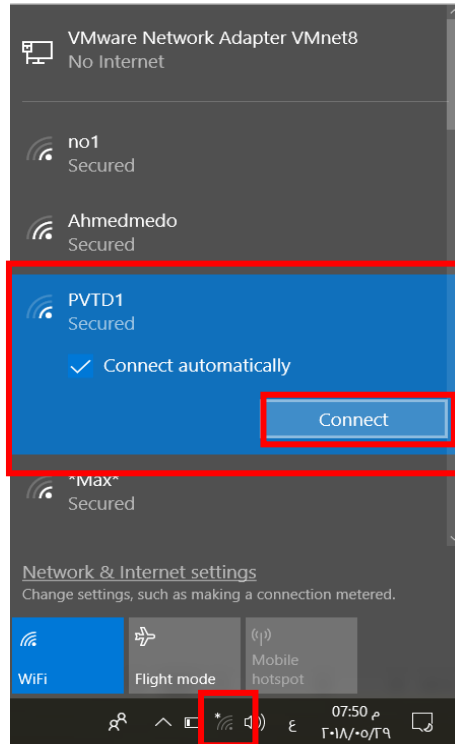 VMware Network Adapter VMnet8
No Internet
no1
Secured
Ahmedmedo
Secured
PVTD1
Secured
Connect automatically
Connect
*Max*
Secured
Network & Internet settings
Change settings, such as making a connection metered.
WiFi
Flight mode
Mobile
hotspot
ع
07:50 م
٢٠١٨/٠٥/٢٩